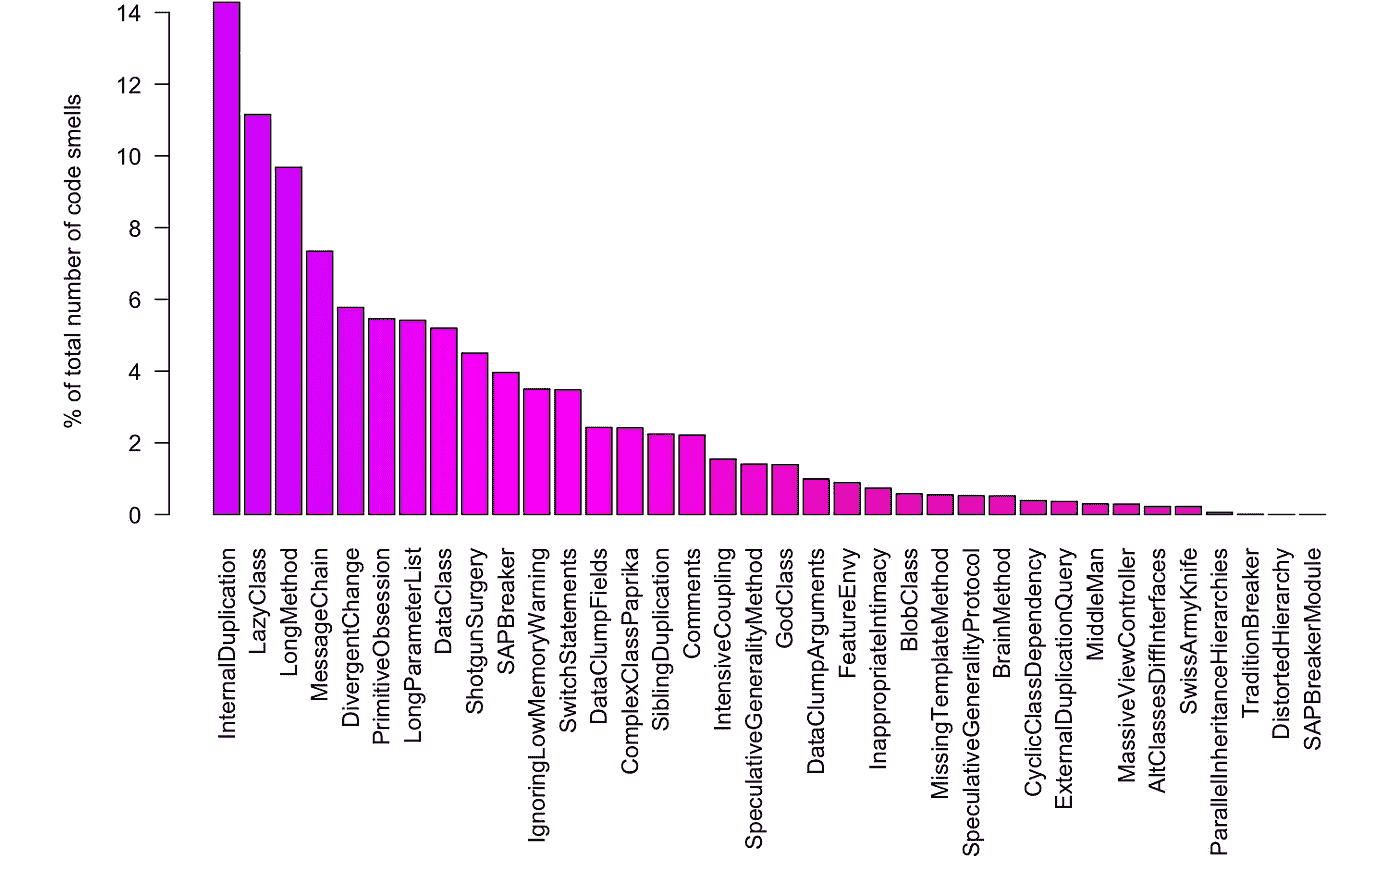 % of total number of code smells
14
12
10
8
6
4
2
0
InternalDuplication
LazyClass
LongMethod
MessageChain
DivergentChange
PrimitiveObsession
LongParameterList
DataClass
ShotgunSurgery
SAPBreaker
IgnoringLowMemoryWarning
SwitchStatements
DataClumpFields
ComplexClassPaprika
SiblingDuplication
Comments
IntensiveCoupling
SpeculativeGeneralityMethod
GodClass
DataClumpArguments
FeatureEnvy
InappropriateIntimacy
BlobClass
MissingTemplateMethod
SpeculativeGeneralityProtocol
BrainMethod
CyclicClassDependency
ExternalDuplicationQuery
MiddleMan
MassiveViewController
AltClassesDiffInterfaces
SwissArmyKnife
ParallelInheritanceHierarchies
TraditionBreaker
DistortedHierarchy
SAPBreakerModule